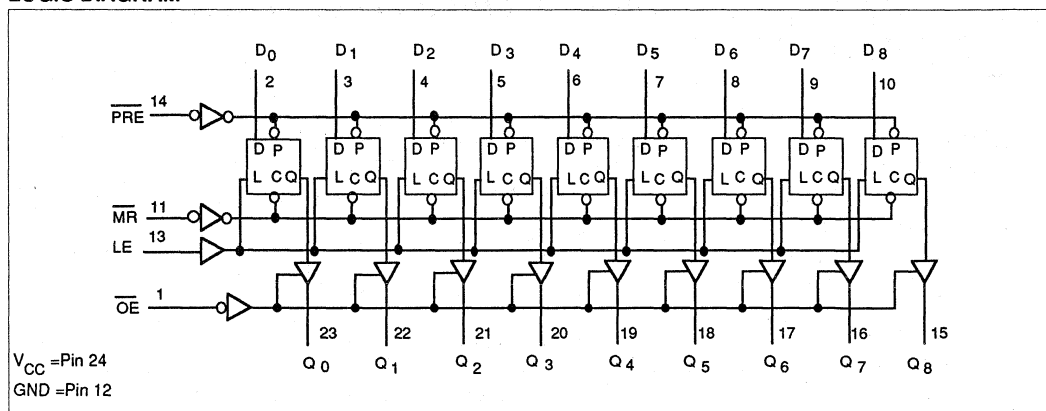 LOGIC DIAGRAM
D0 D1 D2 D3 D4 D5 D6 D7 D8
2 3 4 5 6 7 8 9 10
PRE 14
D P D P D P D P D P D P D P D P D P
L C Q L C Q L C Q L C Q L C Q L C Q L C Q L C Q L C Q
MR 11
LE 13
OE 1
23 22 21 20 19 18 17 16 15
Q0 Q1 Q2 Q3 Q4 Q5 Q6 Q7 Q8
VCC =Pin 24
GND =Pin 12